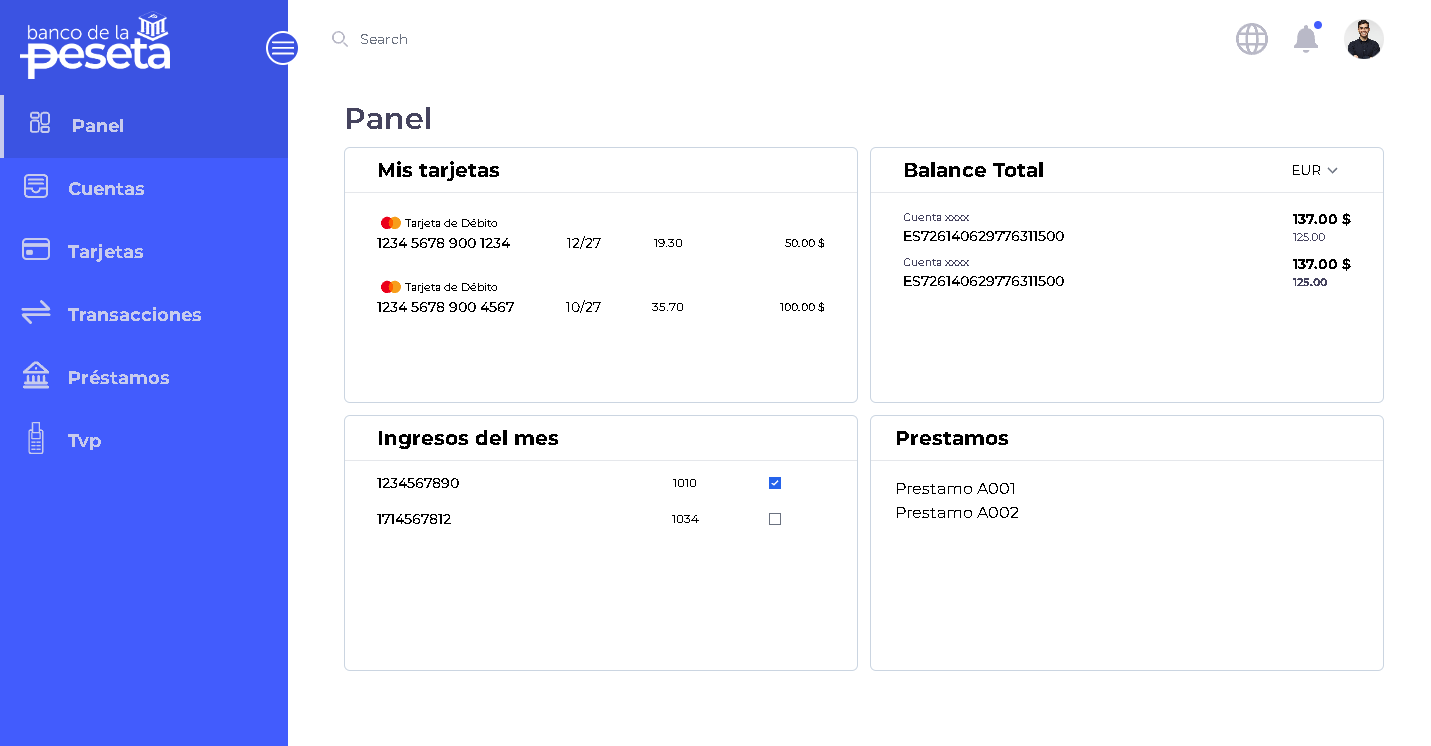 banco de la
peseta
Search
Panel
Cuentas
Tarjetas
Transacciones
Préstamos
Tvp
Panel
Mis tarjetas
Tarjeta de Débito
1234 5678 900 1234 12/27 19.30 50.00 $
Tarjeta de Débito
1234 5678 900 4567 10/27 35.70 100.00 $
Balance Total EUR
Cuenta xxxx 137.00 $
ES726140629776311500 125.00
Cuenta xxxx 137.00 $
ES726140629776311500 125.00
Ingresos del mes
1234567890 1010
1714567812 1034
Prestamos
Prestamo A001
Prestamo A002